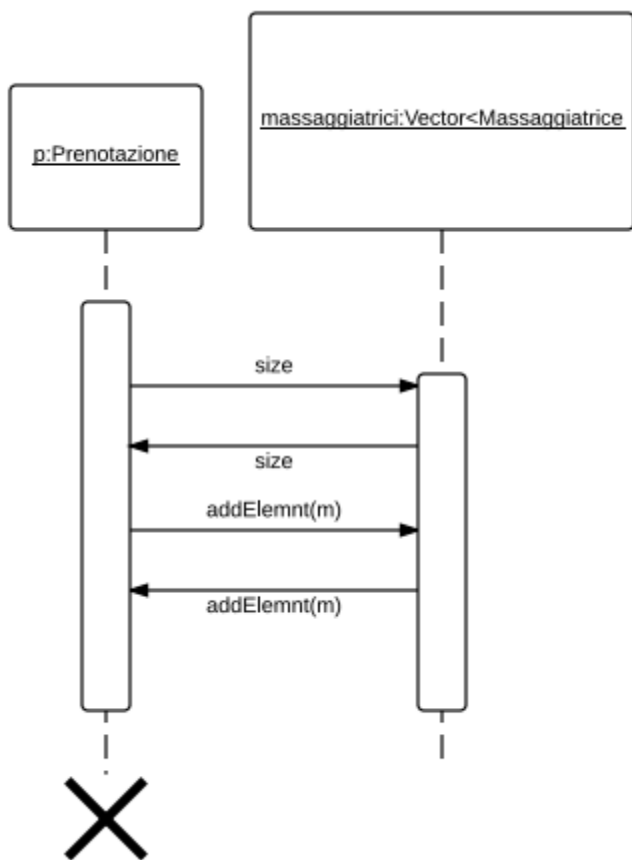 p:Prenotazione
massaggiatrici:Vector<Massaggiatrice
size
size
addElemnt(m)
addElemnt(m)